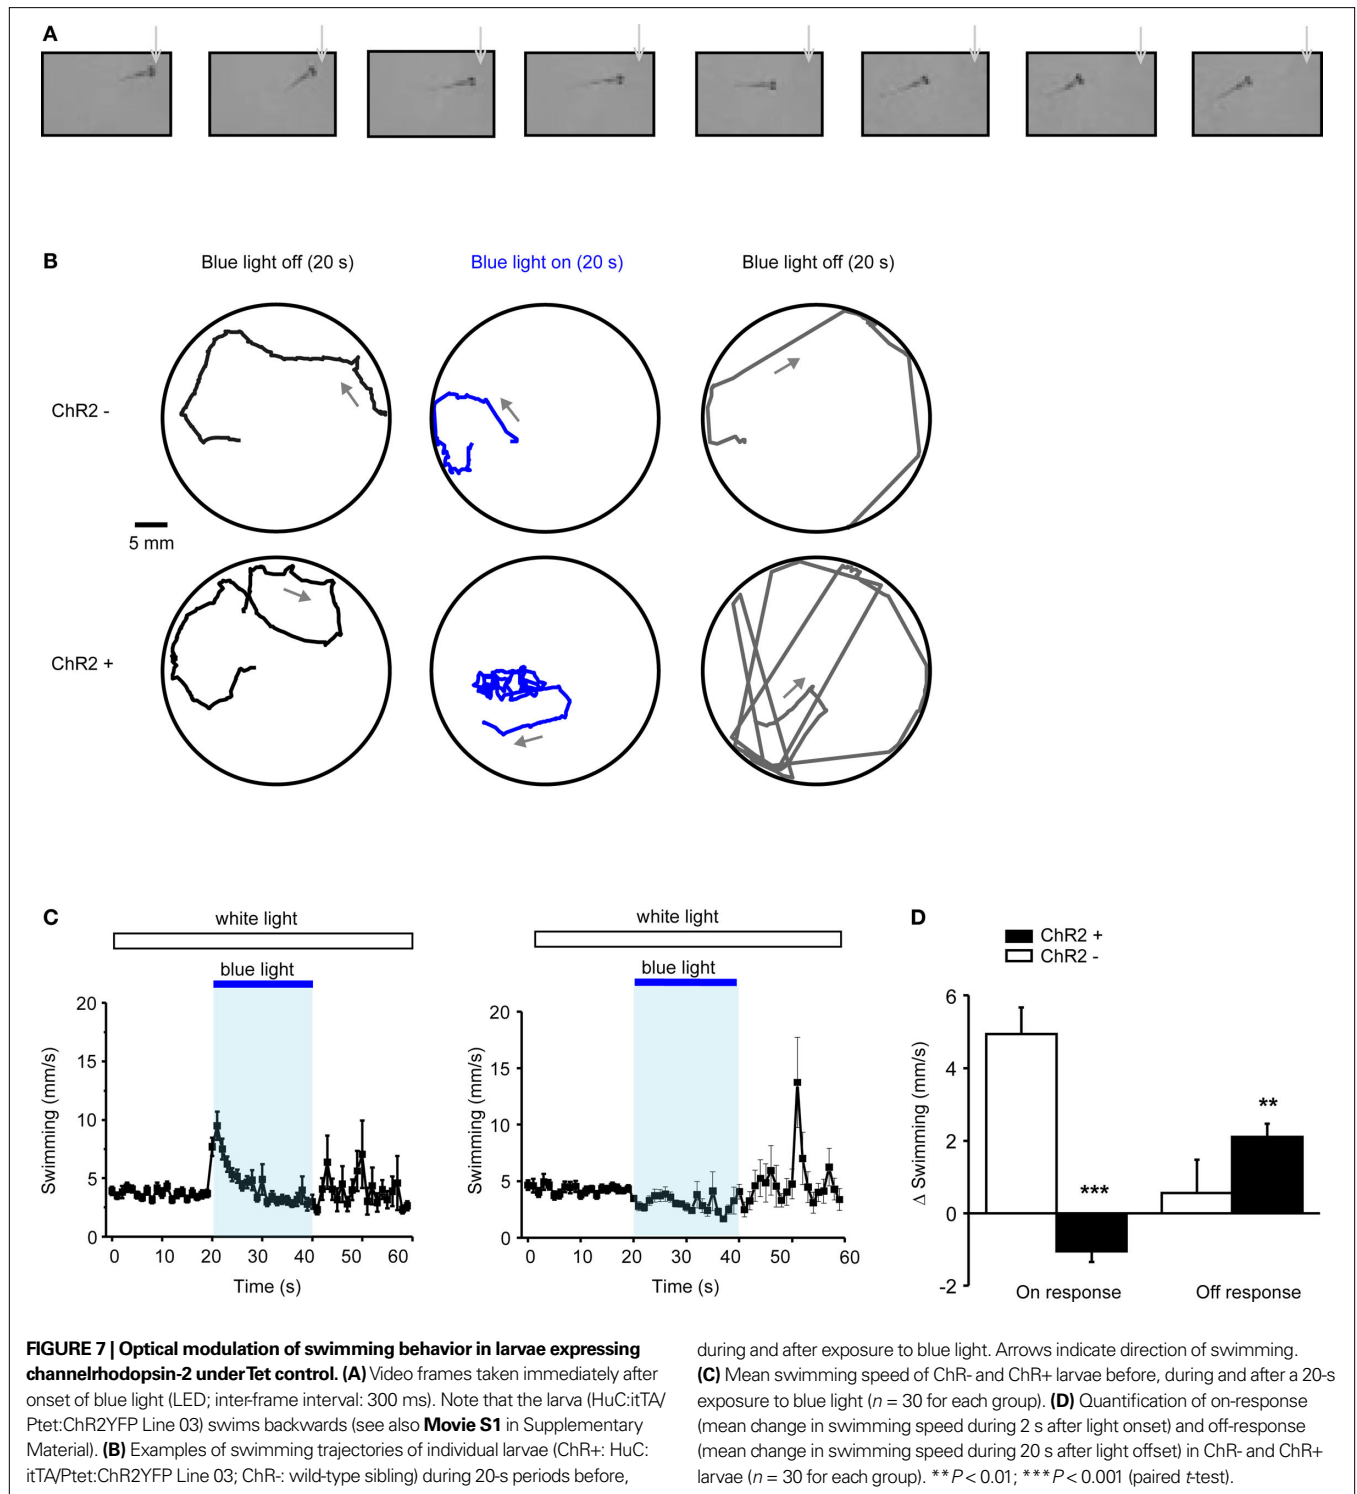 A
B
Blue light off (20 s)
Blue light on (20 s)
Blue light off (20 s)
ChR2 -
5 mm
ChR2 +
C
white light
blue light
20
15
10
5
0
Swimming (mm/s)
0 10 20 30 40 50 60
Time (s)
white light
blue light
20
15
10
5
0
Swimming (mm/s)
0 10 20 30 40 50 60
Time (s)
D
ChR2 +
ChR2 -
6
4
2
0
-2
Δ Swimming (mm/s)
***
**
On response
Off response
FIGURE 7 | Optical modulation of swimming behavior in larvae expressing
channelrhodopsin-2 under Tet control. (A) Video frames taken immediately after
onset of blue light (LED; inter-frame interval: 300 ms). Note that the larva (HuC:itTA/
Ptet:ChR2YFP Line 03) swims backwards (see also Movie S1 in Supplementary
Material). (B) Examples of swimming trajectories of individual larvae (ChR+: HuC:
itTA/Ptet:ChR2YFP Line 03; ChR-: wild-type sibling) during 20-s periods before,
during and after exposure to blue light. Arrows indicate direction of swimming.
(C) Mean swimming speed of ChR- and ChR+ larvae before, during and after a 20-s
exposure to blue light (n = 30 for each group). (D) Quantification of on-response
(mean change in swimming speed during 2 s after light onset) and off-response
(mean change in swimming speed during 20 s after light offset) in ChR- and ChR+
larvae (n = 30 for each group). **P < 0.01; ***P < 0.001 (paired t-test).